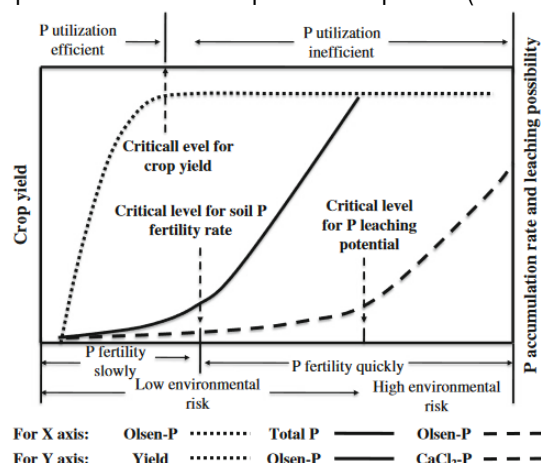 P utilization
efficient
P utilization
inefficient
Criticall evel for
crop yield
Critical level for soil P
fertility rate
Critical level
for P leaching
potential
Crop yield
P accumulation rate and leaching possibility
P fertility
slowly
P fertility quickly
Low environmental
risk
High environmental
risk
For X axis: Olsen-P Total P Olsen-P
For Y axis: Yield Olsen-P CaCl₂-P